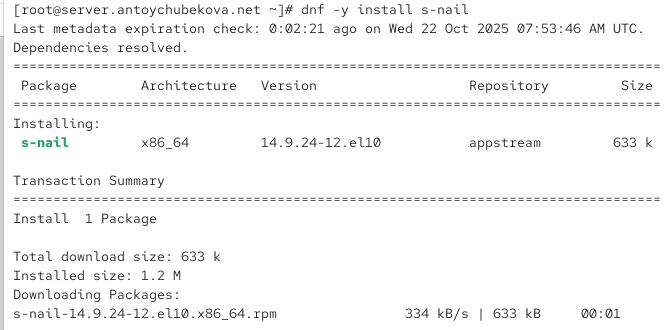 [root@server.antoychubekova.net ~]# dnf -y install s-nail
Last metadata expiration check: 0:02:21 ago on Wed 22 Oct 2025 07:53:46 AM UTC.
Dependencies resolved.
================================================================================
Package Architecture Version Repository Size
================================================================================
Installing:
s-nail x86_64 14.9.24-12.el10 appstream 633 k
Transaction Summary
================================================================================
Install 1 Package
Total download size: 633 k
Installed size: 1.2 M
Downloading Packages:
s-nail-14.9.24-12.el10.x86_64.rpm 334 kB/s | 633 kB 00:01